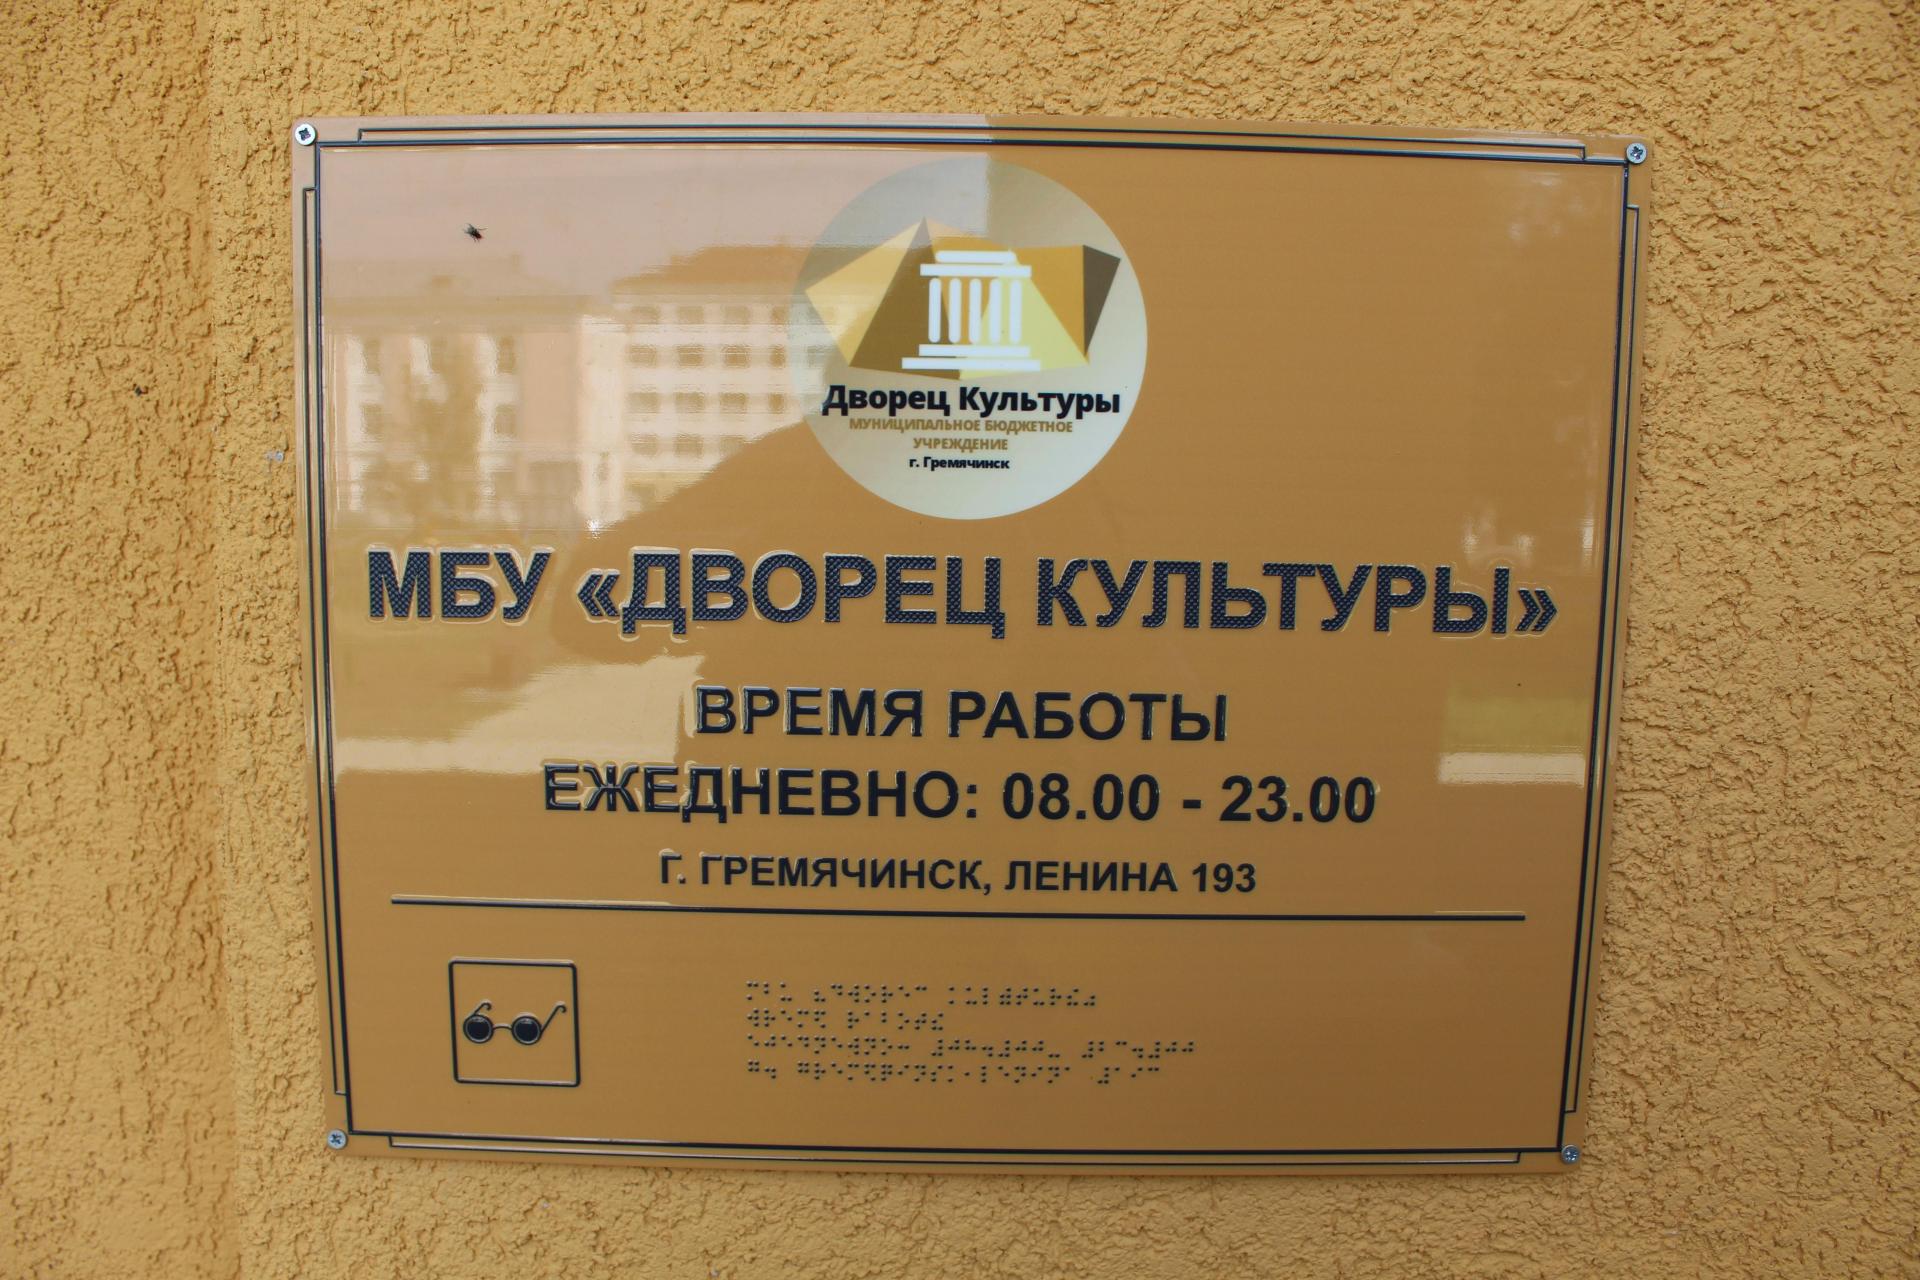 Дворец Культуры
МУНИЦИПАЛЬНОЕ БЮДЖЕТНОЕ
УЧРЕЖДЕНИЕ
г. Гремячинск
МБУ «ДВОРЕЦ КУЛЬТУРЫ»
ВРЕМЯ РАБОТЫ
ЕЖЕДНЕВНО: 08.00 - 23.00
Г. ГРЕМЯЧИНСК, ЛЕНИНА 193